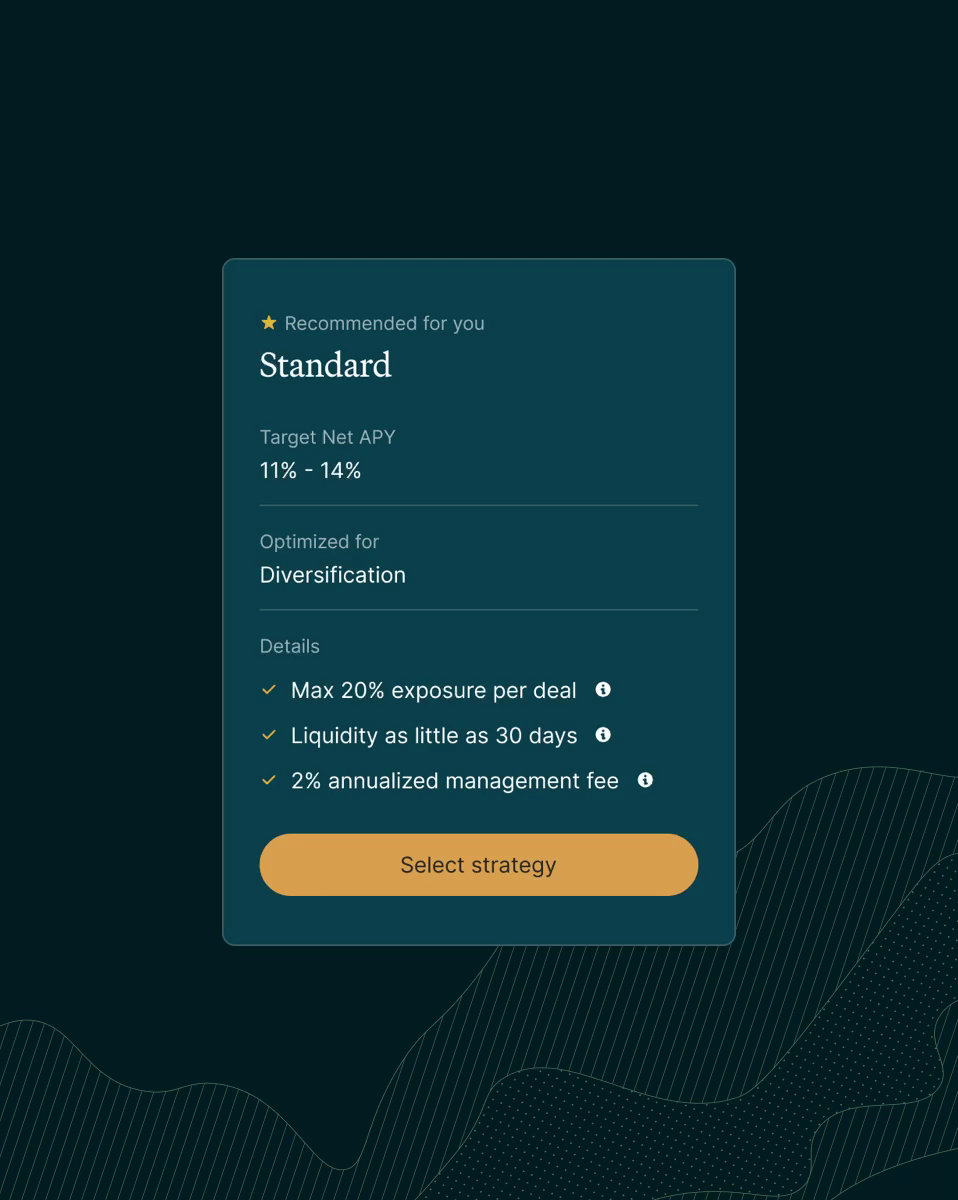 Recommended for you
Standard
Target Net APY
11% - 14%
Optimized for
Diversification
Details
Max 20% exposure per deal
Liquidity as little as 30 days
2% annualized management fee
Select strategy